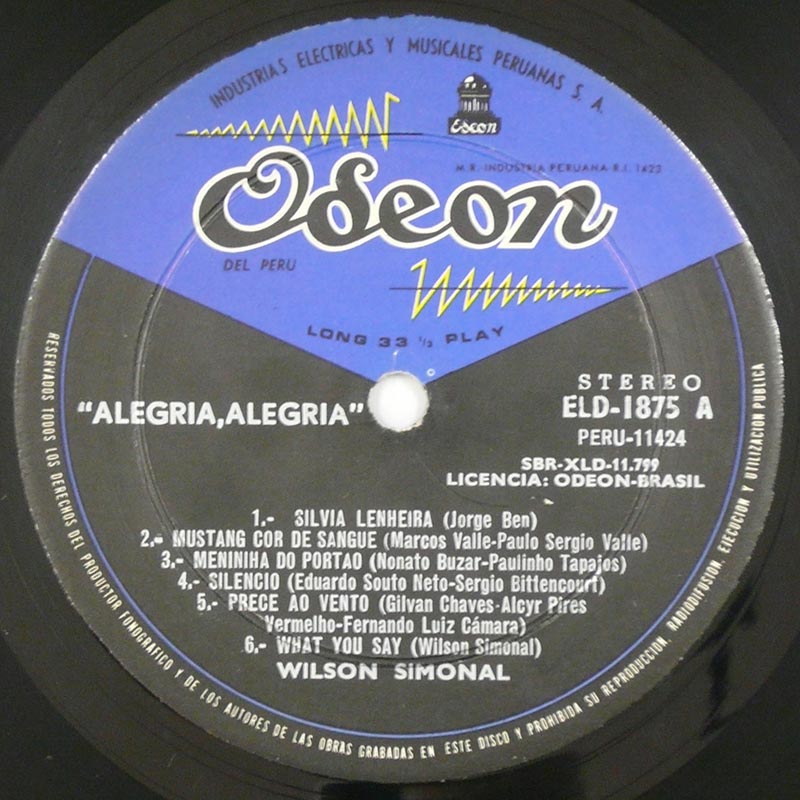 INDUSTRIAS ELECTRICAS Y MUSICALES PERUANAS S. A.
Odeon
M.R.-INDUSTRIA PERUANA-R.I. 1422
Odeon
DEL PERU
LONG 33 1/3 PLAY
STEREO
"ALEGRIA,ALEGRIA"
ELD-1875 A
PERU-11424
SBR-XLD-11.799
LICENCIA: ODEON-BRASIL
1.- SILVIA LENHEIRA (Jorge Ben)
2.- MUSTANG COR DE SANGUE (Marcos Valle-Paulo Sergio Valle)
3.- MENINIHA DO PORTAO (Nonato Buzar-Paulinho Tapajos)
4.- SILENCIO (Eduardo Souto Neto-Sergio Bittencourt)
5.- PRECE AO VENTO (Gilvan Chaves-Alcyr Pires
Vermelho-Fernando Luiz Cámara)
6.- WHAT YOU SAY (Wilson Simonal)
WILSON SIMONAL
RESERVADOS TODOS LOS DERECHOS DEL PRODUCTOR FONOGRAFICO Y DE LOS AUTORES DE LAS OBRAS GRABADAS EN ESTE DISCO Y PROHIBIDA SU REPRODUCCION, RADIODIFUSION, EJECUCION Y UTILIZACION PUBLICA